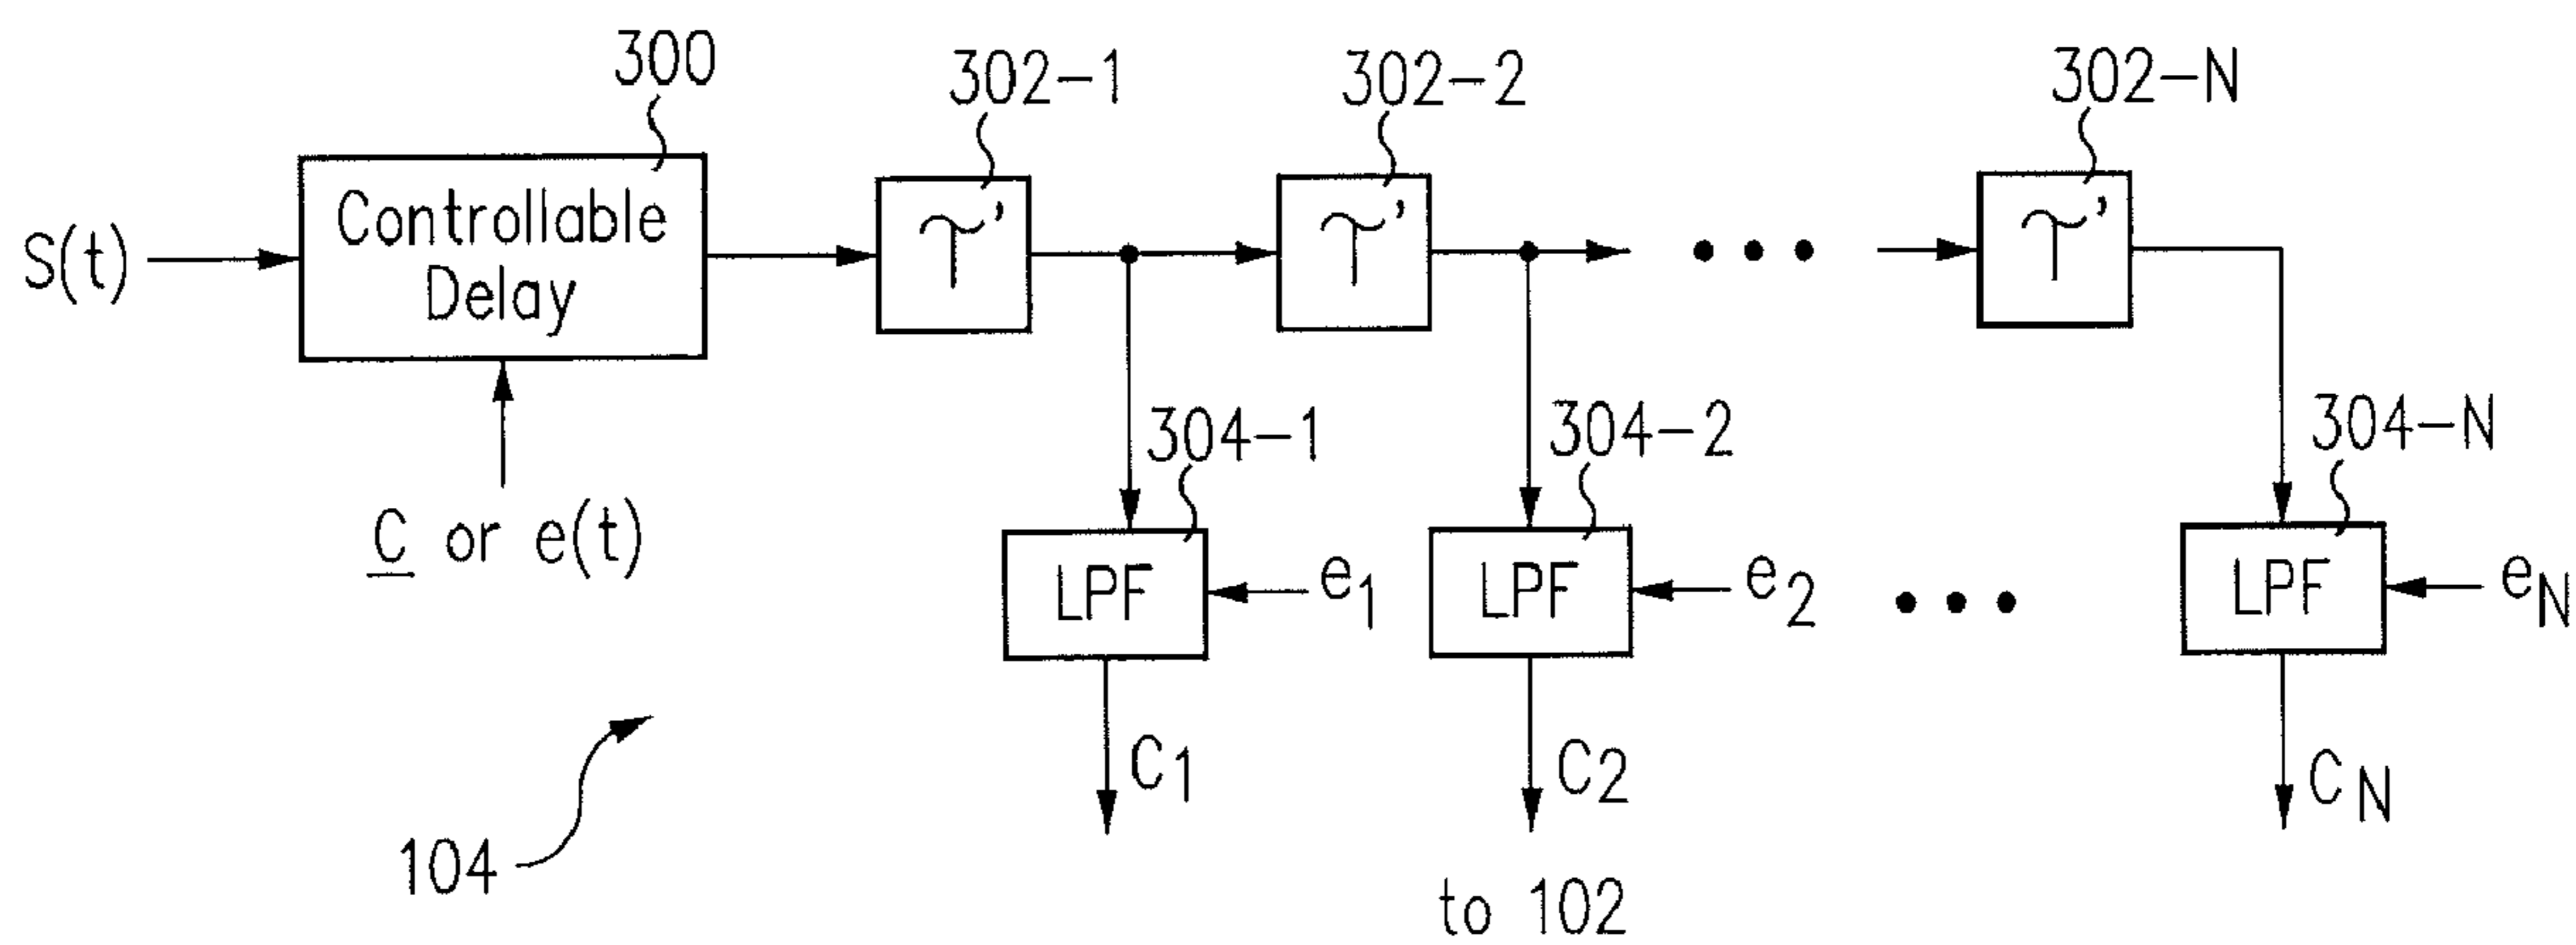 300
302-1
302-2
302-N
S(t)
Controllable
Delay
τ'
τ'
τ'
C or e(t)
304-1
304-2
304-N
LPF
e1
LPF
e2
LPF
eN
C1
C2
CN
104
to 102